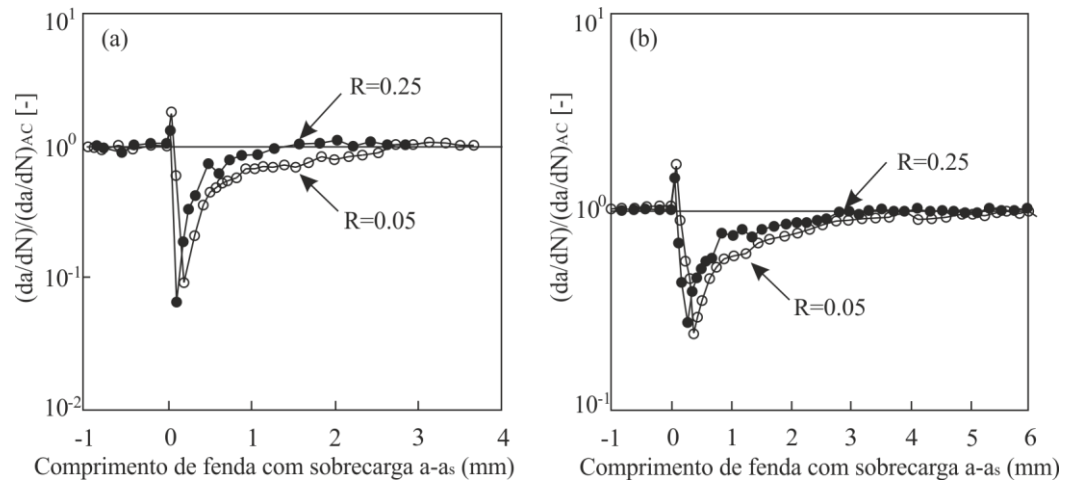 (a)
10¹
10⁰
10⁻¹
10⁻²
(da/dN)/(da/dN)AC [-]
R=0.25
R=0.05
-1 0 1 2 3 4
Comprimento de fenda com sobrecarga a-as (mm)
(b)
10¹
10⁰
10⁻¹
(da/dN)/(da/dN)AC [-]
R=0.25
R=0.05
-1 0 1 2 3 4 5 6
Comprimento de fenda com sobrecarga a-as (mm)